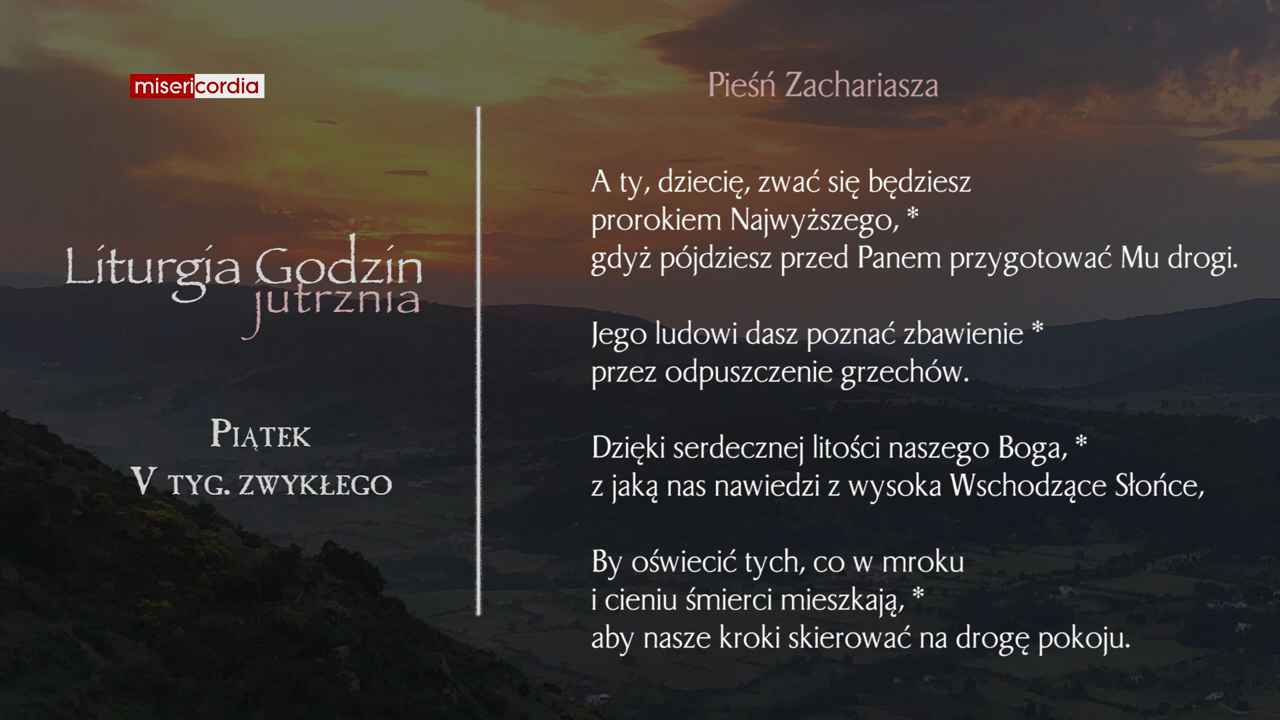 misericordia
Liturgia Godzin
jutrznia
Piątek
V tyg. zwykłego
Pieśń Zachariasza
A ty, dziecię, zwać się będziesz
prorokiem Najwyższego, *
gdyż pójdziesz przed Panem przygotować Mu drogi.
Jego ludowi dasz poznać zbawienie *
przez odpuszczenie grzechów.
Dzięki serdecznej litości naszego Boga, *
z jaką nas nawiedzi z wysoka Wschodzące Słońce,
By oświecić tych, co w mroku
i cieniu śmierci mieszkają, *
aby nasze kroki skierować na drogę pokoju.